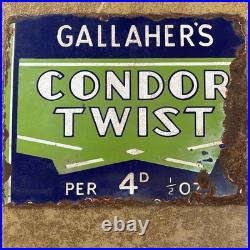 GALLAHER'S
CONDOR
TWIST
PER 4D ½ OZ